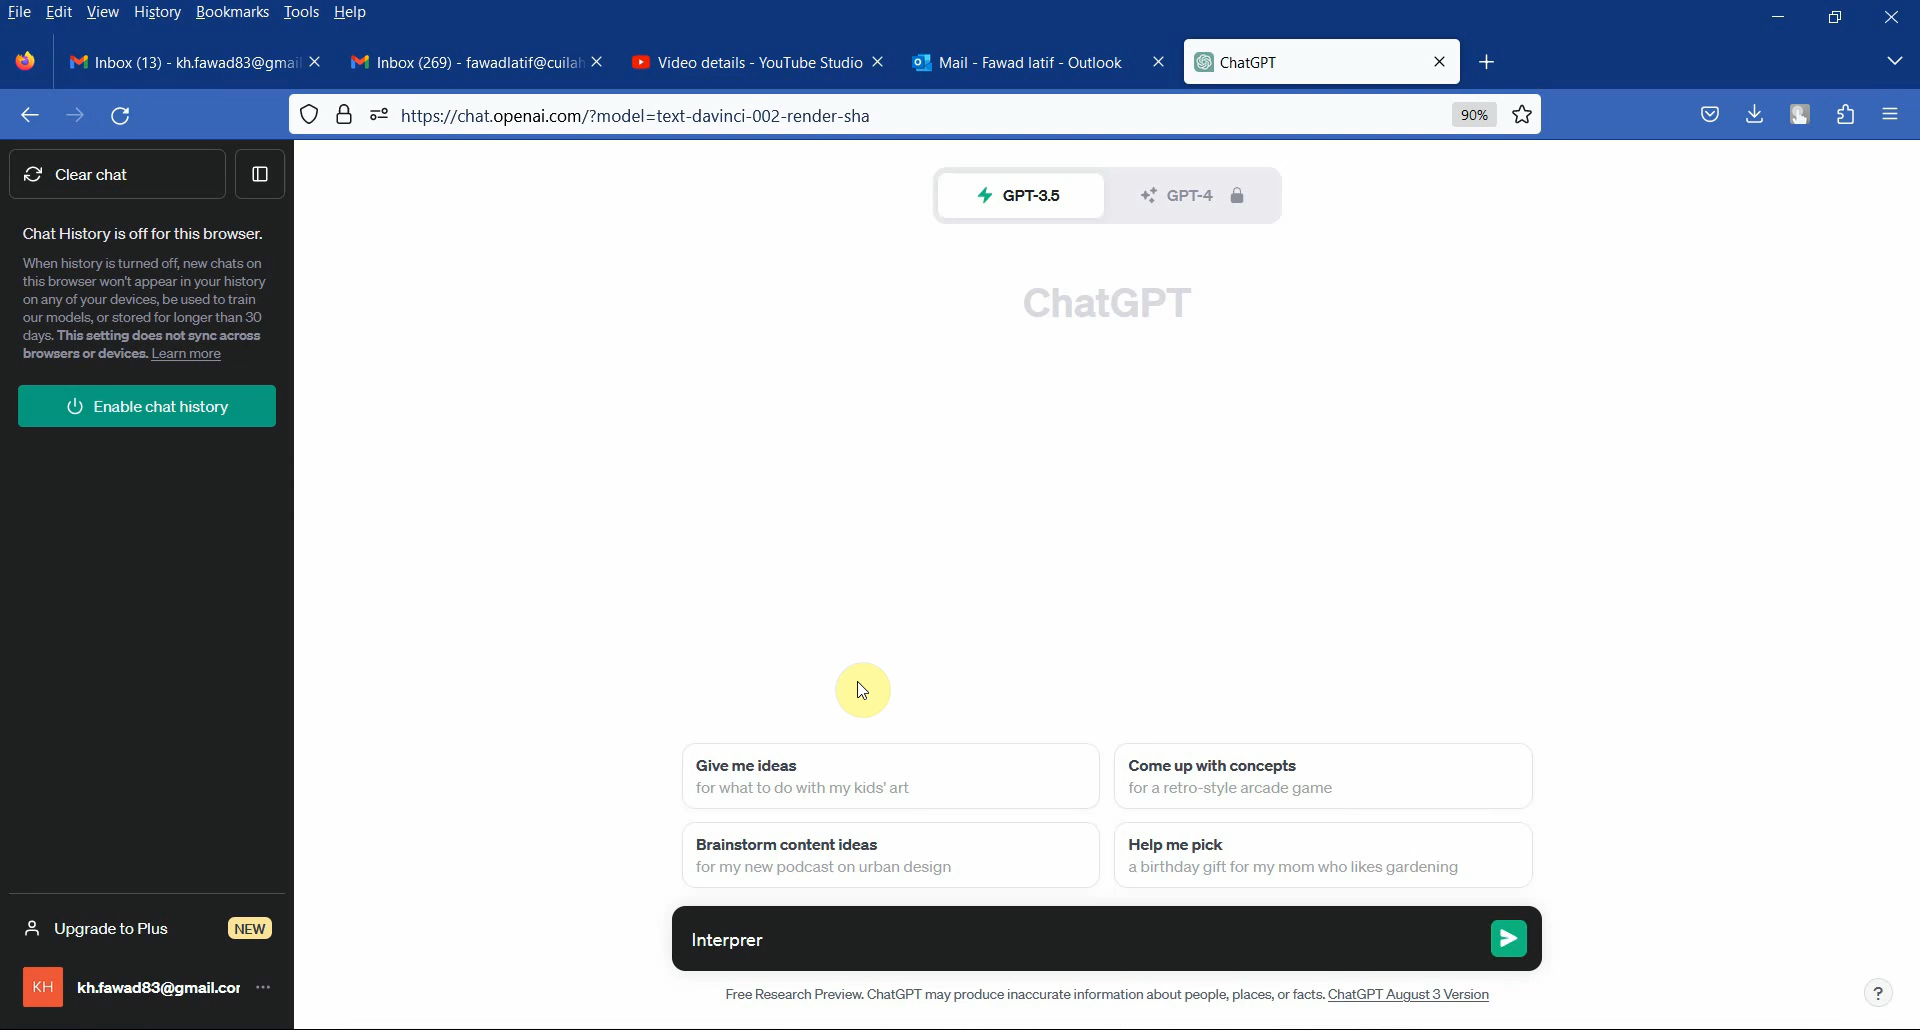 File Edit View History Bookmarks Tools Help
Inbox (13) - kh.fawad83@gmail
Inbox (269) - fawadlatif@cuilah
Video details - YouTube Studio
Mail - Fawad latif - Outlook
ChatGPT
https://chat.openai.com/?model=text-davinci-002-render-sha
90%
Clear chat
Chat History is off for this browser.
When history is turned off, new chats on
this browser won't appear in your history
on any of your devices, be used to train
our models, or stored for longer than 30
days. This setting does not sync across
browsers or devices. Learn more
Enable chat history
GPT-3.5
GPT-4
ChatGPT
Give me ideas
for what to do with my kids' art
Come up with concepts
for a retro-style arcade game
Brainstorm content ideas
for my new podcast on urban design
Help me pick
a birthday gift for my mom who likes gardening
Interprer
Free Research Preview. ChatGPT may produce inaccurate information about people, places, or facts. ChatGPT August 3 Version
Upgrade to Plus NEW
KH kh.fawad83@gmail.cor ...
?